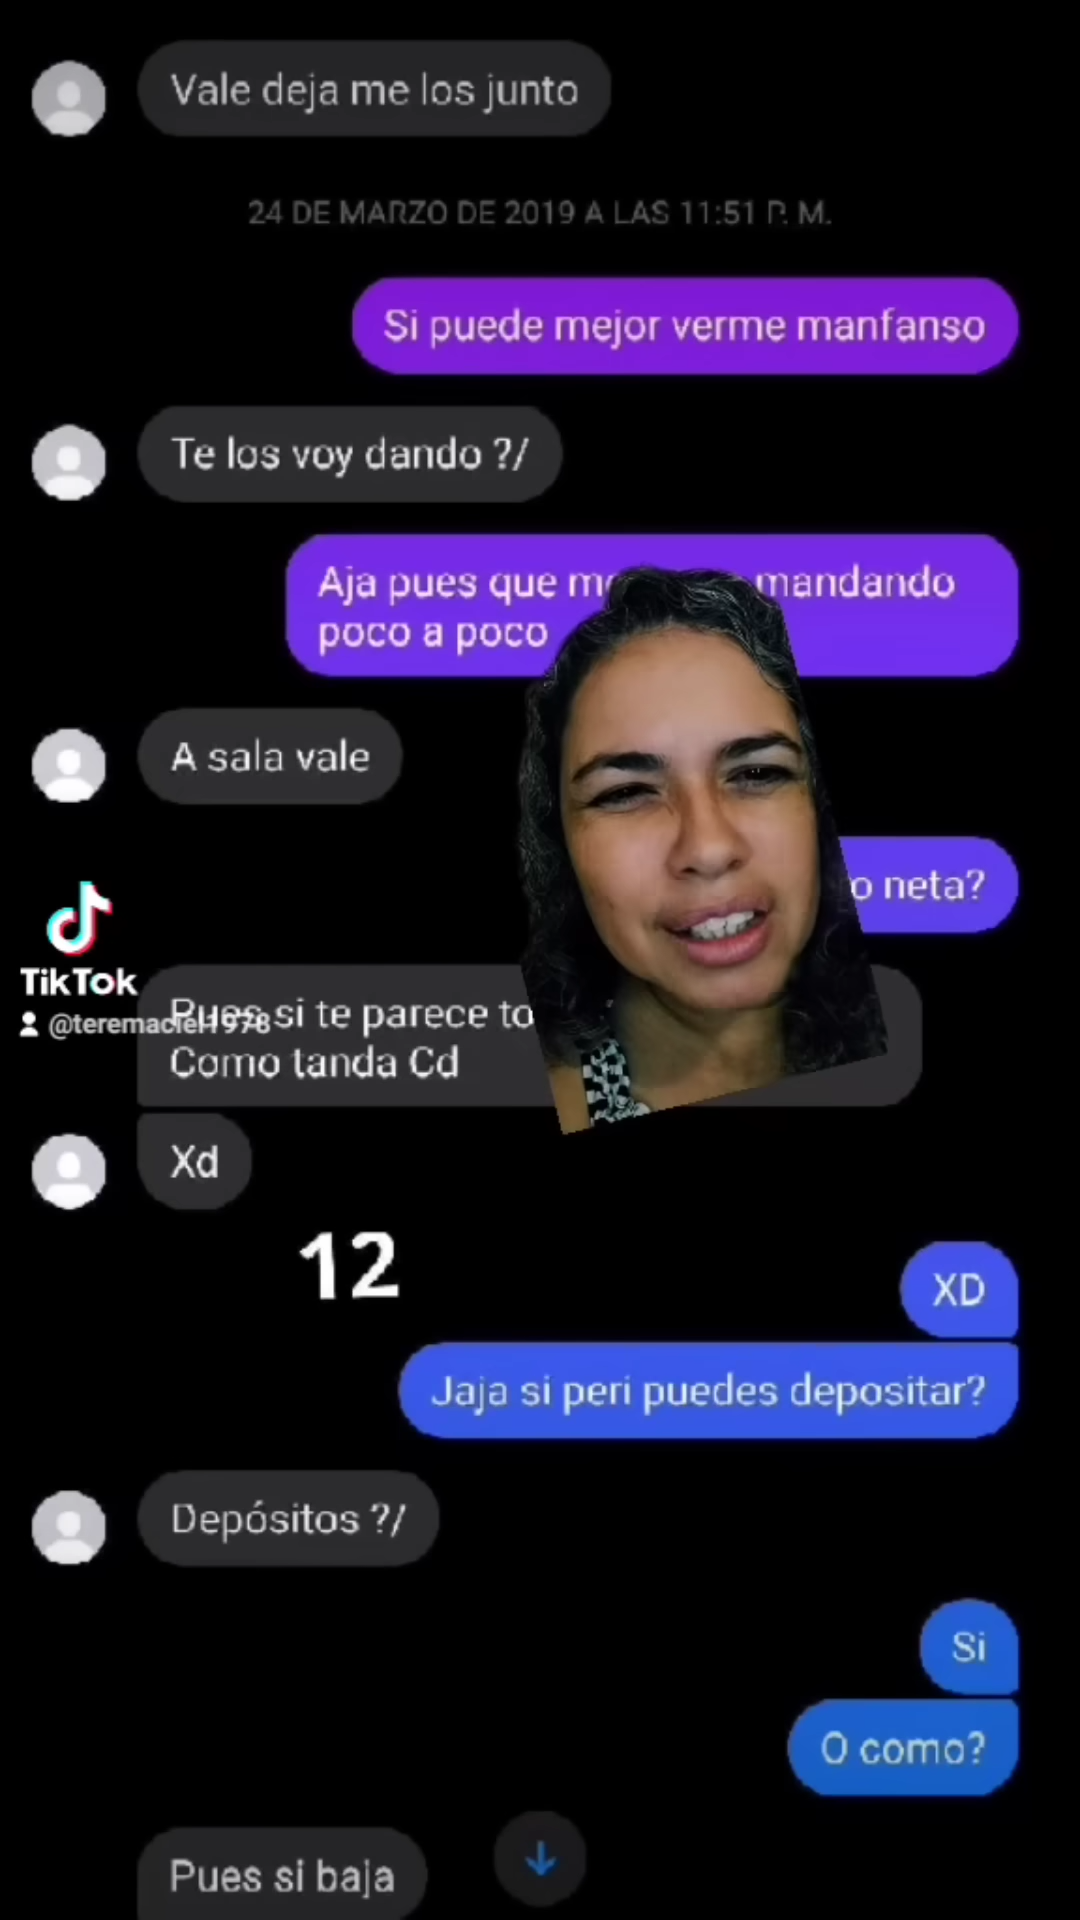 Vale deja me los junto
24 DE MARZO DE 2019 A LAS 11:51 P. M.
Si puede mejor verme manfanso
Te los voy dando ?/
Aja pues que mandando
poco a poco
A sala vale
neta?
TikTok
@teremaciel1978
Pues si te parece
Como tanda Cd
Xd
12
XD
Jaja si peri puedes depositar?
Depósitos ?/
Si
O como?
Pues si baja